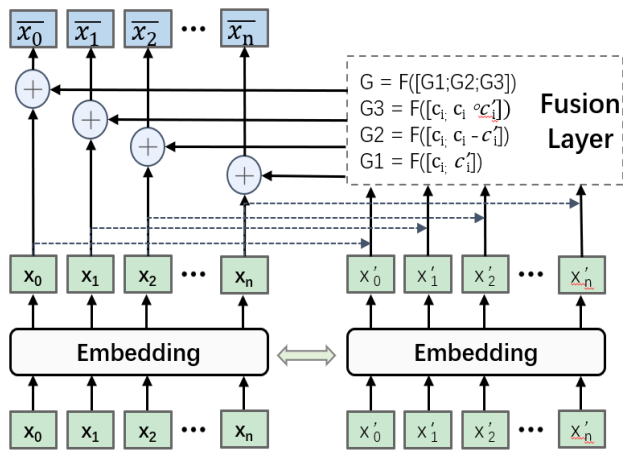 x̅₀ x̅₁ x̅₂ ••• x̅ₙ
G = F([G1;G2;G3])
G3 = F([cᵢ; cᵢ ∘c′ᵢ])
G2 = F([cᵢ; cᵢ - c′ᵢ])
G1 = F([cᵢ; c′ᵢ])
Fusion
Layer
+
+
+
+
x₀ x₁ x₂ ••• xₙ x′₀ x′₁ x′₂ ••• x′ₙ
Embedding Embedding
x₀ x₁ x₂ ••• xₙ x′₀ x′₁ x′₂ ••• x′ₙ